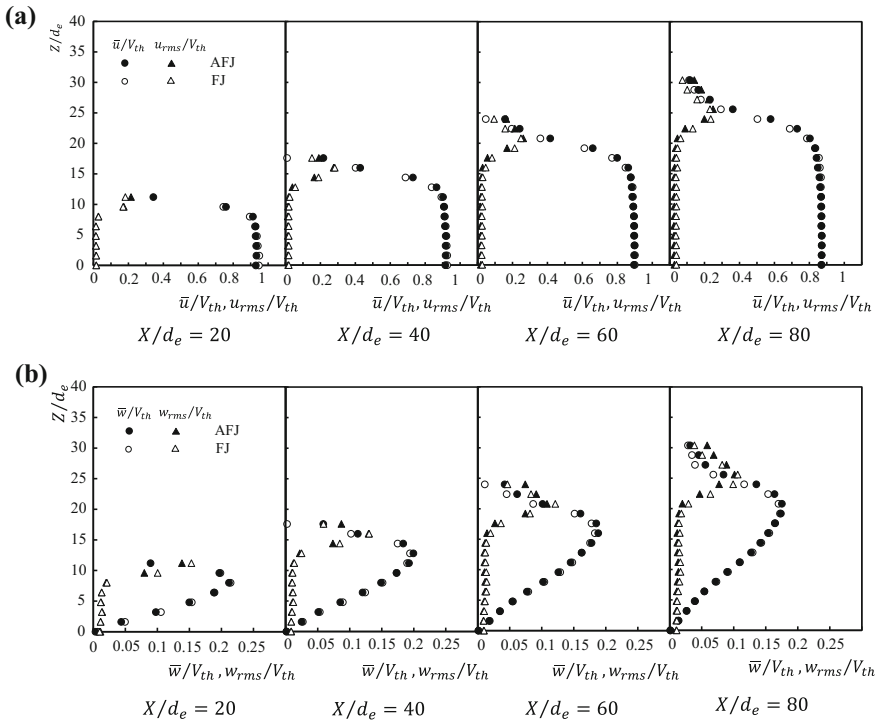 (a)
Z/d_e
40
35
30
25
20
15
10
5
0
u̅/V_th u_rms/V_th
AFJ
FJ
0 0.2 0.4 0.6 0.8 1 0 0.2 0.4 0.6 0.8 1 0 0.2 0.4 0.6 0.8 1 0 0.2 0.4 0.6 0.8 1
u̅/V_th, u_rms/V_th u̅/V_th, u_rms/V_th u̅/V_th, u_rms/V_th u̅/V_th, u_rms/V_th
X/d_e = 20 X/d_e = 40 X/d_e = 60 X/d_e = 80
(b)
Z/d_e
40
35
30
25
20
15
10
5
0
w̅/V_th w_rms/V_th
AFJ
FJ
0 0.05 0.1 0.15 0.2 0.25 0 0.05 0.1 0.15 0.2 0.25 0 0.05 0.1 0.15 0.2 0.25 0 0.05 0.1 0.15 0.2 0.25
w̅/V_th, w_rms/V_th w̅/V_th, w_rms/V_th w̅/V_th, w_rms/V_th w̅/V_th, w_rms/V_th
X/d_e = 20 X/d_e = 40 X/d_e = 60 X/d_e = 80